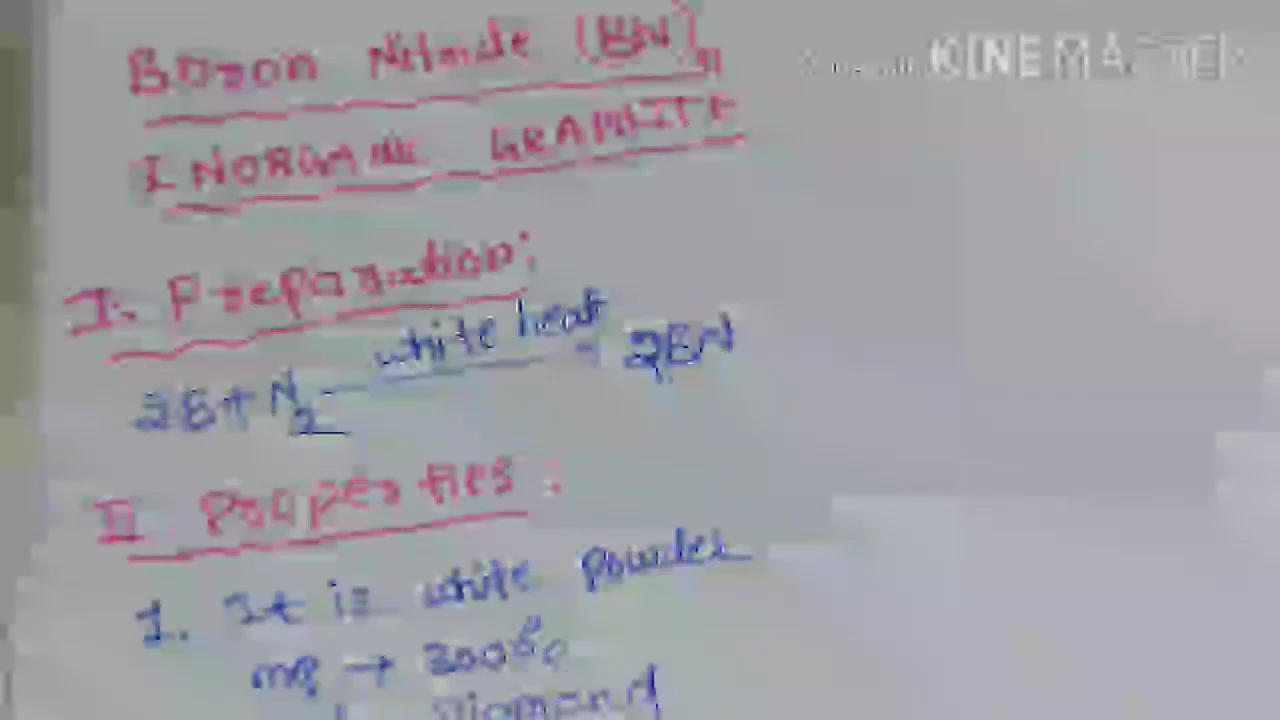 Boron Nitride (BN)n
INORGANIC GRAPHITE
I. Preparation:
2B+N2 white heat 2BN
II Properties:
1. It is white powder
mp → 3000°C
Diamond
KINEMASTER